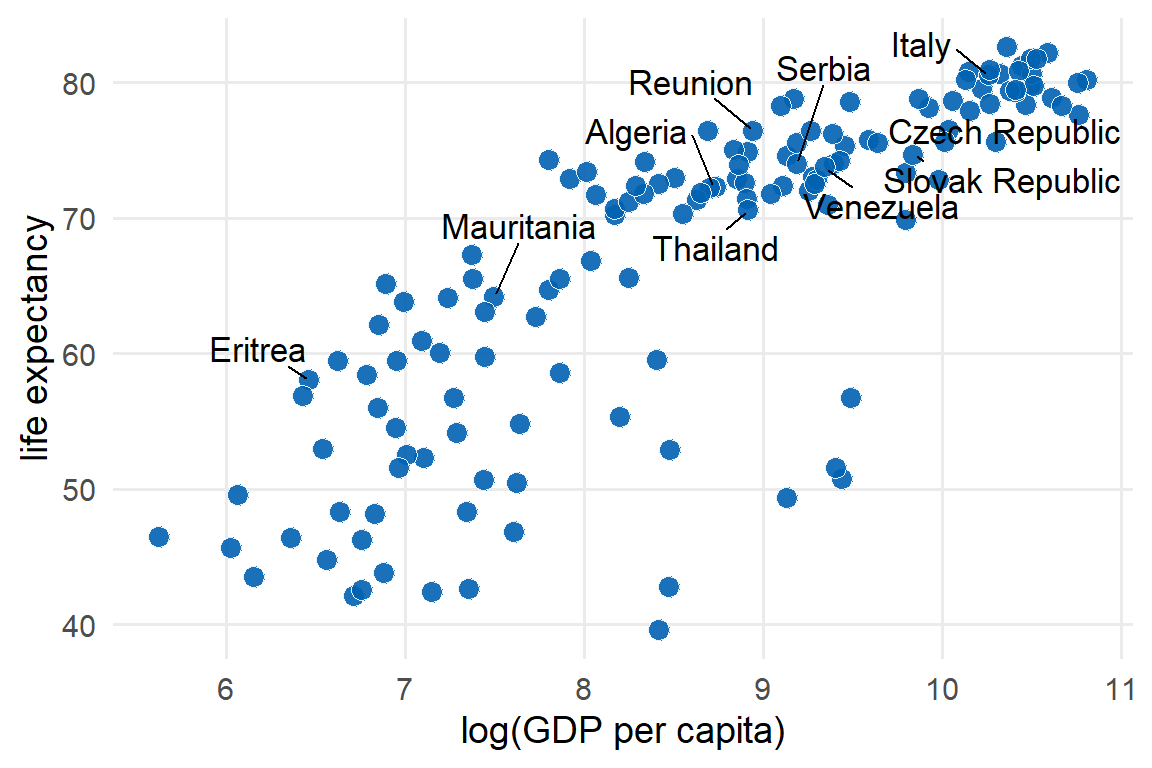 Italy
Serbia
Reunion
Algeria
Czech Republic
Slovak Republic
Venezuela
Mauritania
Thailand
Eritrea
life expectancy
80
70
60
50
40
6
7
8
9
10
11
log(GDP per capita)